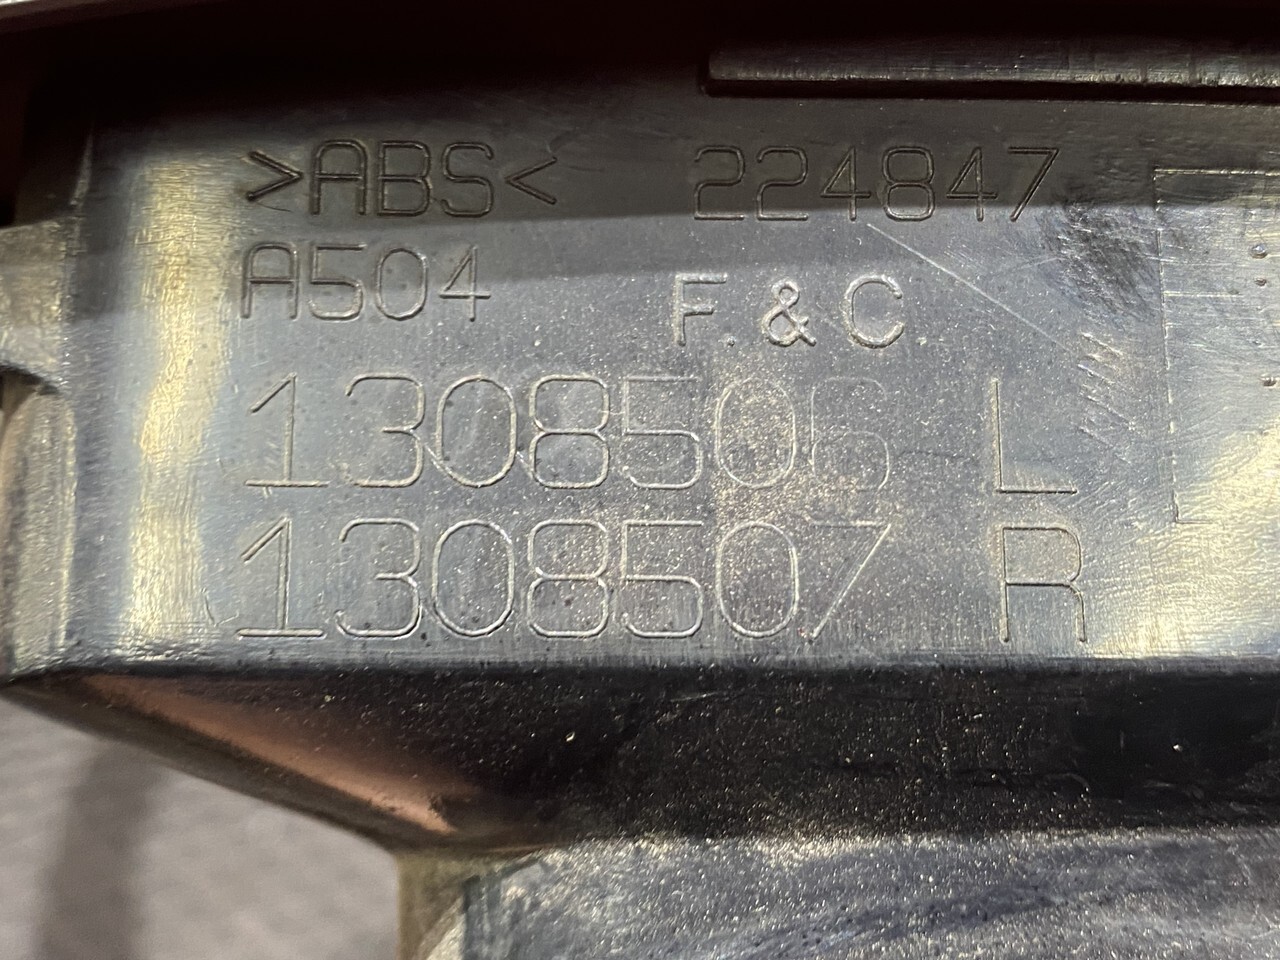 >ABS< 224847
A504 F. & C.
1308506 L
1308507 R